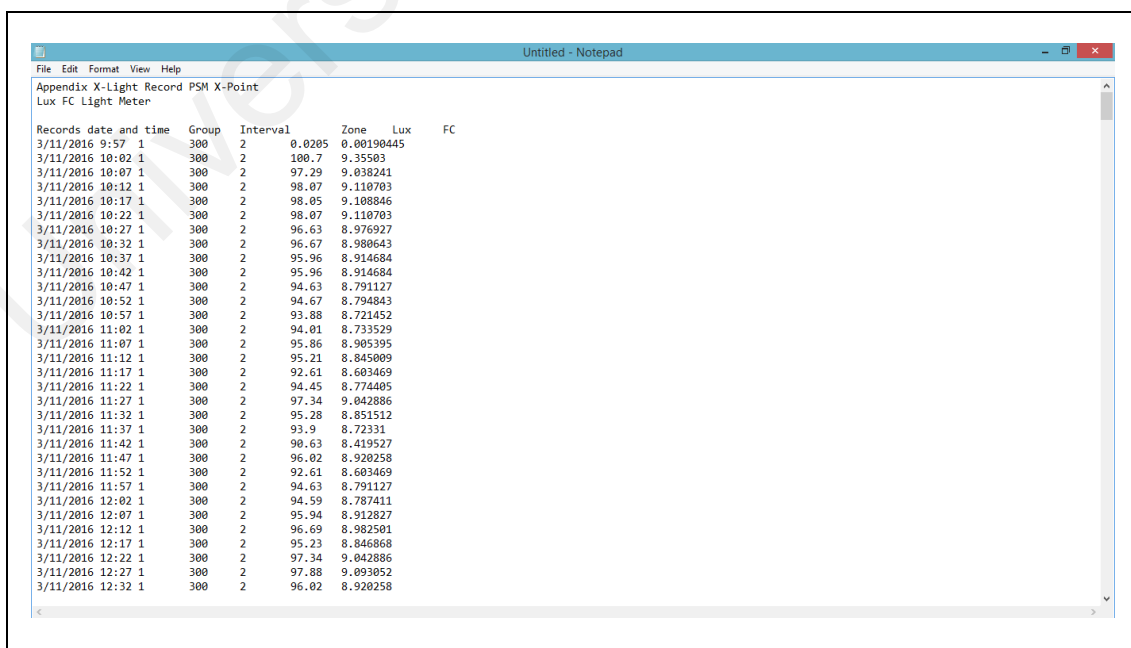 Untitled - Notepad
File Edit Format View Help
Appendix X-Light Record PSM X-Point
Lux FC Light Meter
Records date and time Group Interval Zone Lux FC
3/11/2016 9:57 1 300 2 0.0205 0.00190445
3/11/2016 10:02 1 300 2 100.7 9.35503
3/11/2016 10:07 1 300 2 97.29 9.038241
3/11/2016 10:12 1 300 2 98.07 9.110703
3/11/2016 10:17 1 300 2 98.05 9.108846
3/11/2016 10:22 1 300 2 98.07 9.110703
3/11/2016 10:27 1 300 2 96.63 8.976927
3/11/2016 10:32 1 300 2 96.67 8.980643
3/11/2016 10:37 1 300 2 95.96 8.914684
3/11/2016 10:42 1 300 2 95.96 8.914684
3/11/2016 10:47 1 300 2 94.63 8.791127
3/11/2016 10:52 1 300 2 94.67 8.794843
3/11/2016 10:57 1 300 2 93.88 8.721452
3/11/2016 11:02 1 300 2 94.01 8.733529
3/11/2016 11:07 1 300 2 95.86 8.905395
3/11/2016 11:12 1 300 2 95.21 8.845009
3/11/2016 11:17 1 300 2 92.61 8.603469
3/11/2016 11:22 1 300 2 94.45 8.774405
3/11/2016 11:27 1 300 2 97.34 9.042886
3/11/2016 11:32 1 300 2 95.28 8.851512
3/11/2016 11:37 1 300 2 93.9 8.72331
3/11/2016 11:42 1 300 2 90.63 8.419527
3/11/2016 11:47 1 300 2 96.02 8.920258
3/11/2016 11:52 1 300 2 92.61 8.603469
3/11/2016 11:57 1 300 2 94.63 8.791127
3/11/2016 12:02 1 300 2 94.59 8.787411
3/11/2016 12:07 1 300 2 95.94 8.912827
3/11/2016 12:12 1 300 2 96.69 8.982501
3/11/2016 12:17 1 300 2 95.23 8.846868
3/11/2016 12:22 1 300 2 97.34 9.042886
3/11/2016 12:27 1 300 2 97.88 9.093052
3/11/2016 12:32 1 300 2 96.02 8.920258